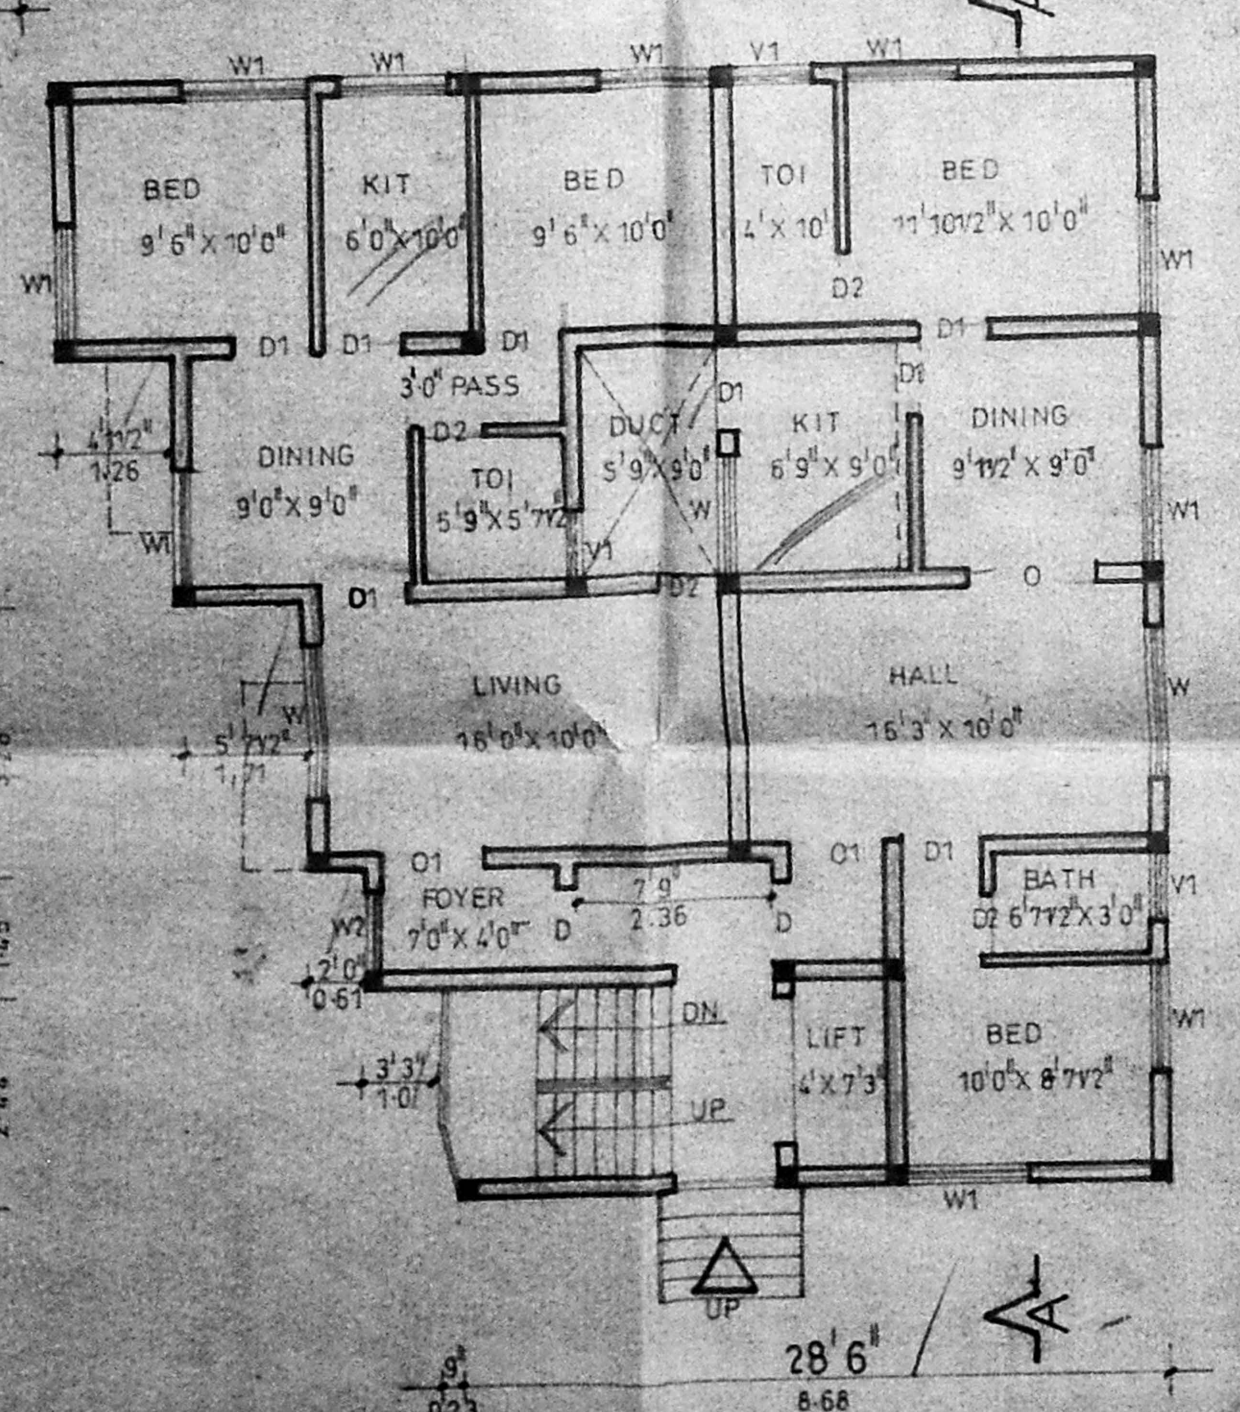 A
W1 W1 W1 V1 W1
BED KIT BED TOI BED
9'6" X 10'0" 6'0" X 10'0" 9'6" X 10'0" 4' X 10' 11'10 1/2" X 10'0"
W1 D2 W1
D1 D1 D1 D1
3'0" PASS D1 D1
4'1 1/2" DINING D2 DUCT KIT DINING
1.26 9'0" X 9'0" TOI 5'9" X 9'0" 6'9" X 9'0" 9'1 1/2" X 9'0"
5'9" X 5'7 1/2" W W1
W1 V1
D1 D2 O
LIVING HALL
W 16'0" X 10'0" 15'3" X 10'0" W
5'7 1/2"
1.71
O1 O1 D1
FOYER 7'9" BATH V1
W2 7'0" X 4'0" D 2.36 D D2 6'7 1/2" X 3'0"
2'0"
0.61
DN LIFT BED W1
3'3" 4' X 7'3" 10'0" X 8'7 1/2"
1.0
UP
W1
UP A
9" 28'6"
0.23 8.68